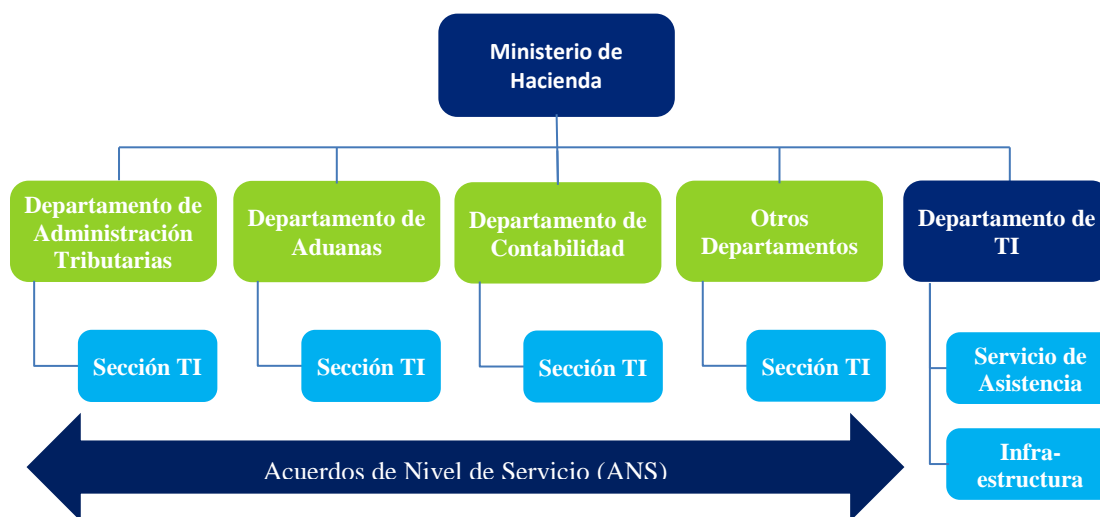 Ministerio de
Hacienda
Departamento de
Administración
Tributarias
Departamento de
Aduanas
Departamento de
Contabilidad
Otros
Departamentos
Departamento de
TI
Sección TI
Sección TI
Sección TI
Sección TI
Servicio de
Asistencia
Infra-
estructura
Acuerdos de Nivel de Servicio (ANS)